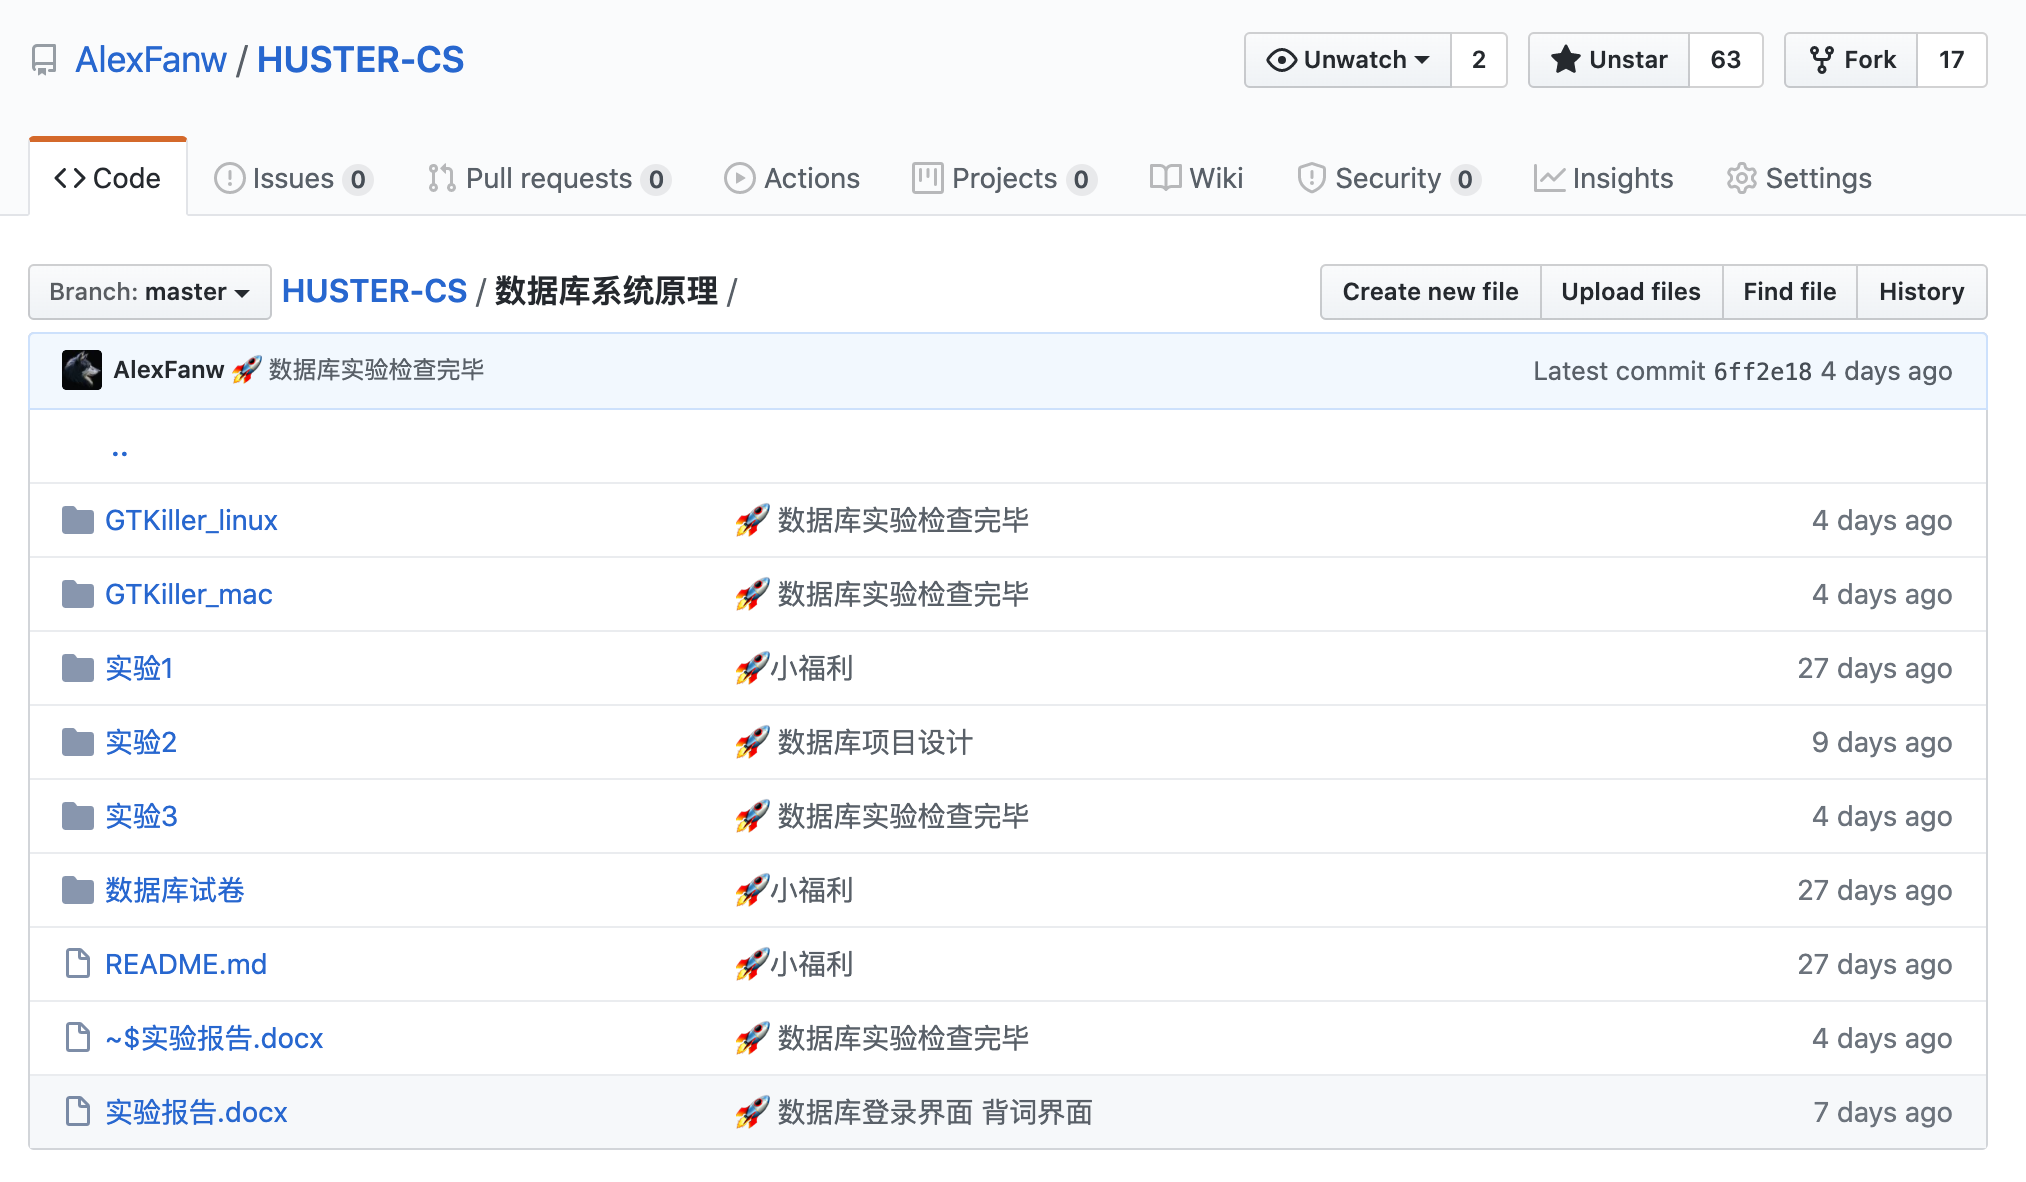 AlexFanw / HUSTER-CS Unwatch 2 Unstar 63 Fork 17
Code Issues 0 Pull requests 0 Actions Projects 0 Wiki Security 0 Insights Settings
Branch: master HUSTER-CS / 数据库系统原理 / Create new file Upload files Find file History
AlexFanw 🚀 数据库实验检查完毕 Latest commit 6ff2e18 4 days ago
..
GTKiller_linux 🚀 数据库实验检查完毕 4 days ago
GTKiller_mac 🚀 数据库实验检查完毕 4 days ago
实验1 🚀小福利 27 days ago
实验2 🚀 数据库项目设计 9 days ago
实验3 🚀 数据库实验检查完毕 4 days ago
数据库试卷 🚀小福利 27 days ago
README.md 🚀小福利 27 days ago
~$实验报告.docx 🚀 数据库实验检查完毕 4 days ago
实验报告.docx 🚀 数据库登录界面 背词界面 7 days ago